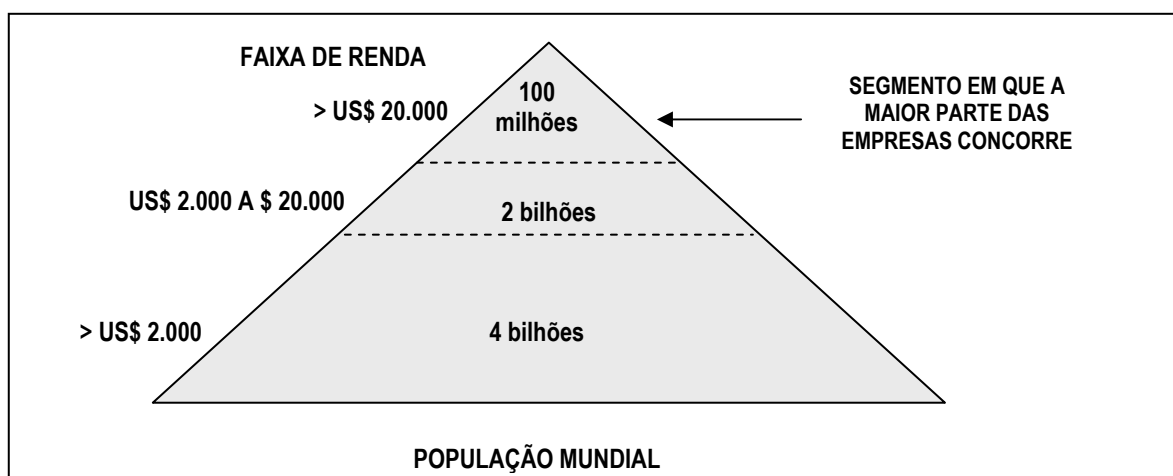 FAIXA DE RENDA
> US$ 20.000
100
milhões
SEGMENTO EM QUE A
MAIOR PARTE DAS
EMPRESAS CONCORRE
US$ 2.000 A $ 20.000
2 bilhões
> US$ 2.000
4 bilhões
POPULAÇÃO MUNDIAL